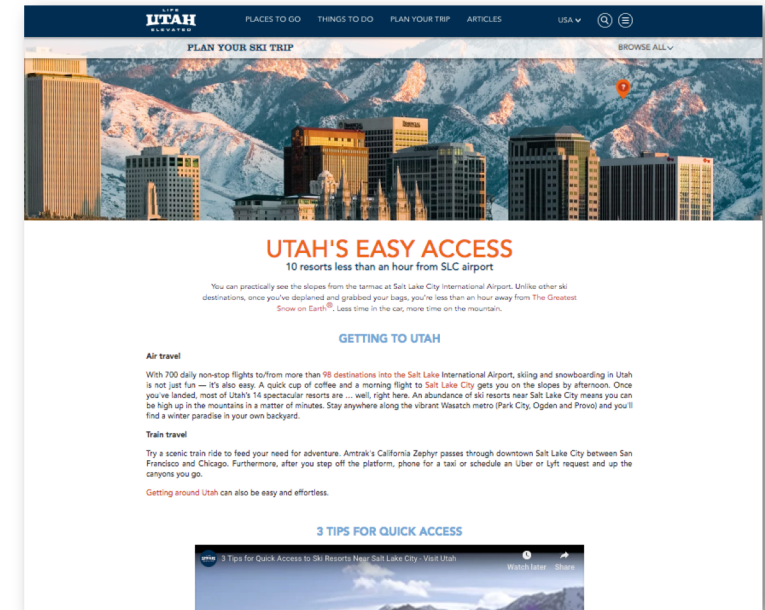 LIFE
UTAH
ELEVATED
PLACES TO GO THINGS TO DO PLAN YOUR TRIP ARTICLES USA
PLAN YOUR SKI TRIP BROWSE ALL
?
UTAH'S EASY ACCESS
10 resorts less than an hour from SLC airport
You can practically see the slopes from the tarmac at Salt Lake City International Airport. Unlike other ski
destinations, once you've deplaned and grabbed your bags, you're less than an hour away from The Greatest
Snow on Earth®. Less time in the car, more time on the mountain.
GETTING TO UTAH
Air travel
With 700 daily non-stop flights to/from more than 98 destinations into the Salt Lake International Airport, skiing and snowboarding in Utah
is not just fun — it's also easy. A quick cup of coffee and a morning flight to Salt Lake City gets you on the slopes by afternoon. Once
you've landed, most of Utah's 14 spectacular resorts are ... well, right here. An abundance of ski resorts near Salt Lake City means you can
be high up in the mountains in a matter of minutes. Stay anywhere along the vibrant Wasatch metro (Park City, Ogden and Provo) and you'll
find a winter paradise in your own backyard.
Train travel
Try a scenic train ride to feed your need for adventure. Amtrak's California Zephyr passes through downtown Salt Lake City between San
Francisco and Chicago. Furthermore, after you step off the platform, phone for a taxi or schedule an Uber or Lyft request and up the
canyons you go.
Getting around Utah can also be easy and effortless.
3 TIPS FOR QUICK ACCESS
UTAH 3 Tips for Quick Access to Ski Resorts Near Salt Lake City - Visit Utah
Watch later Share